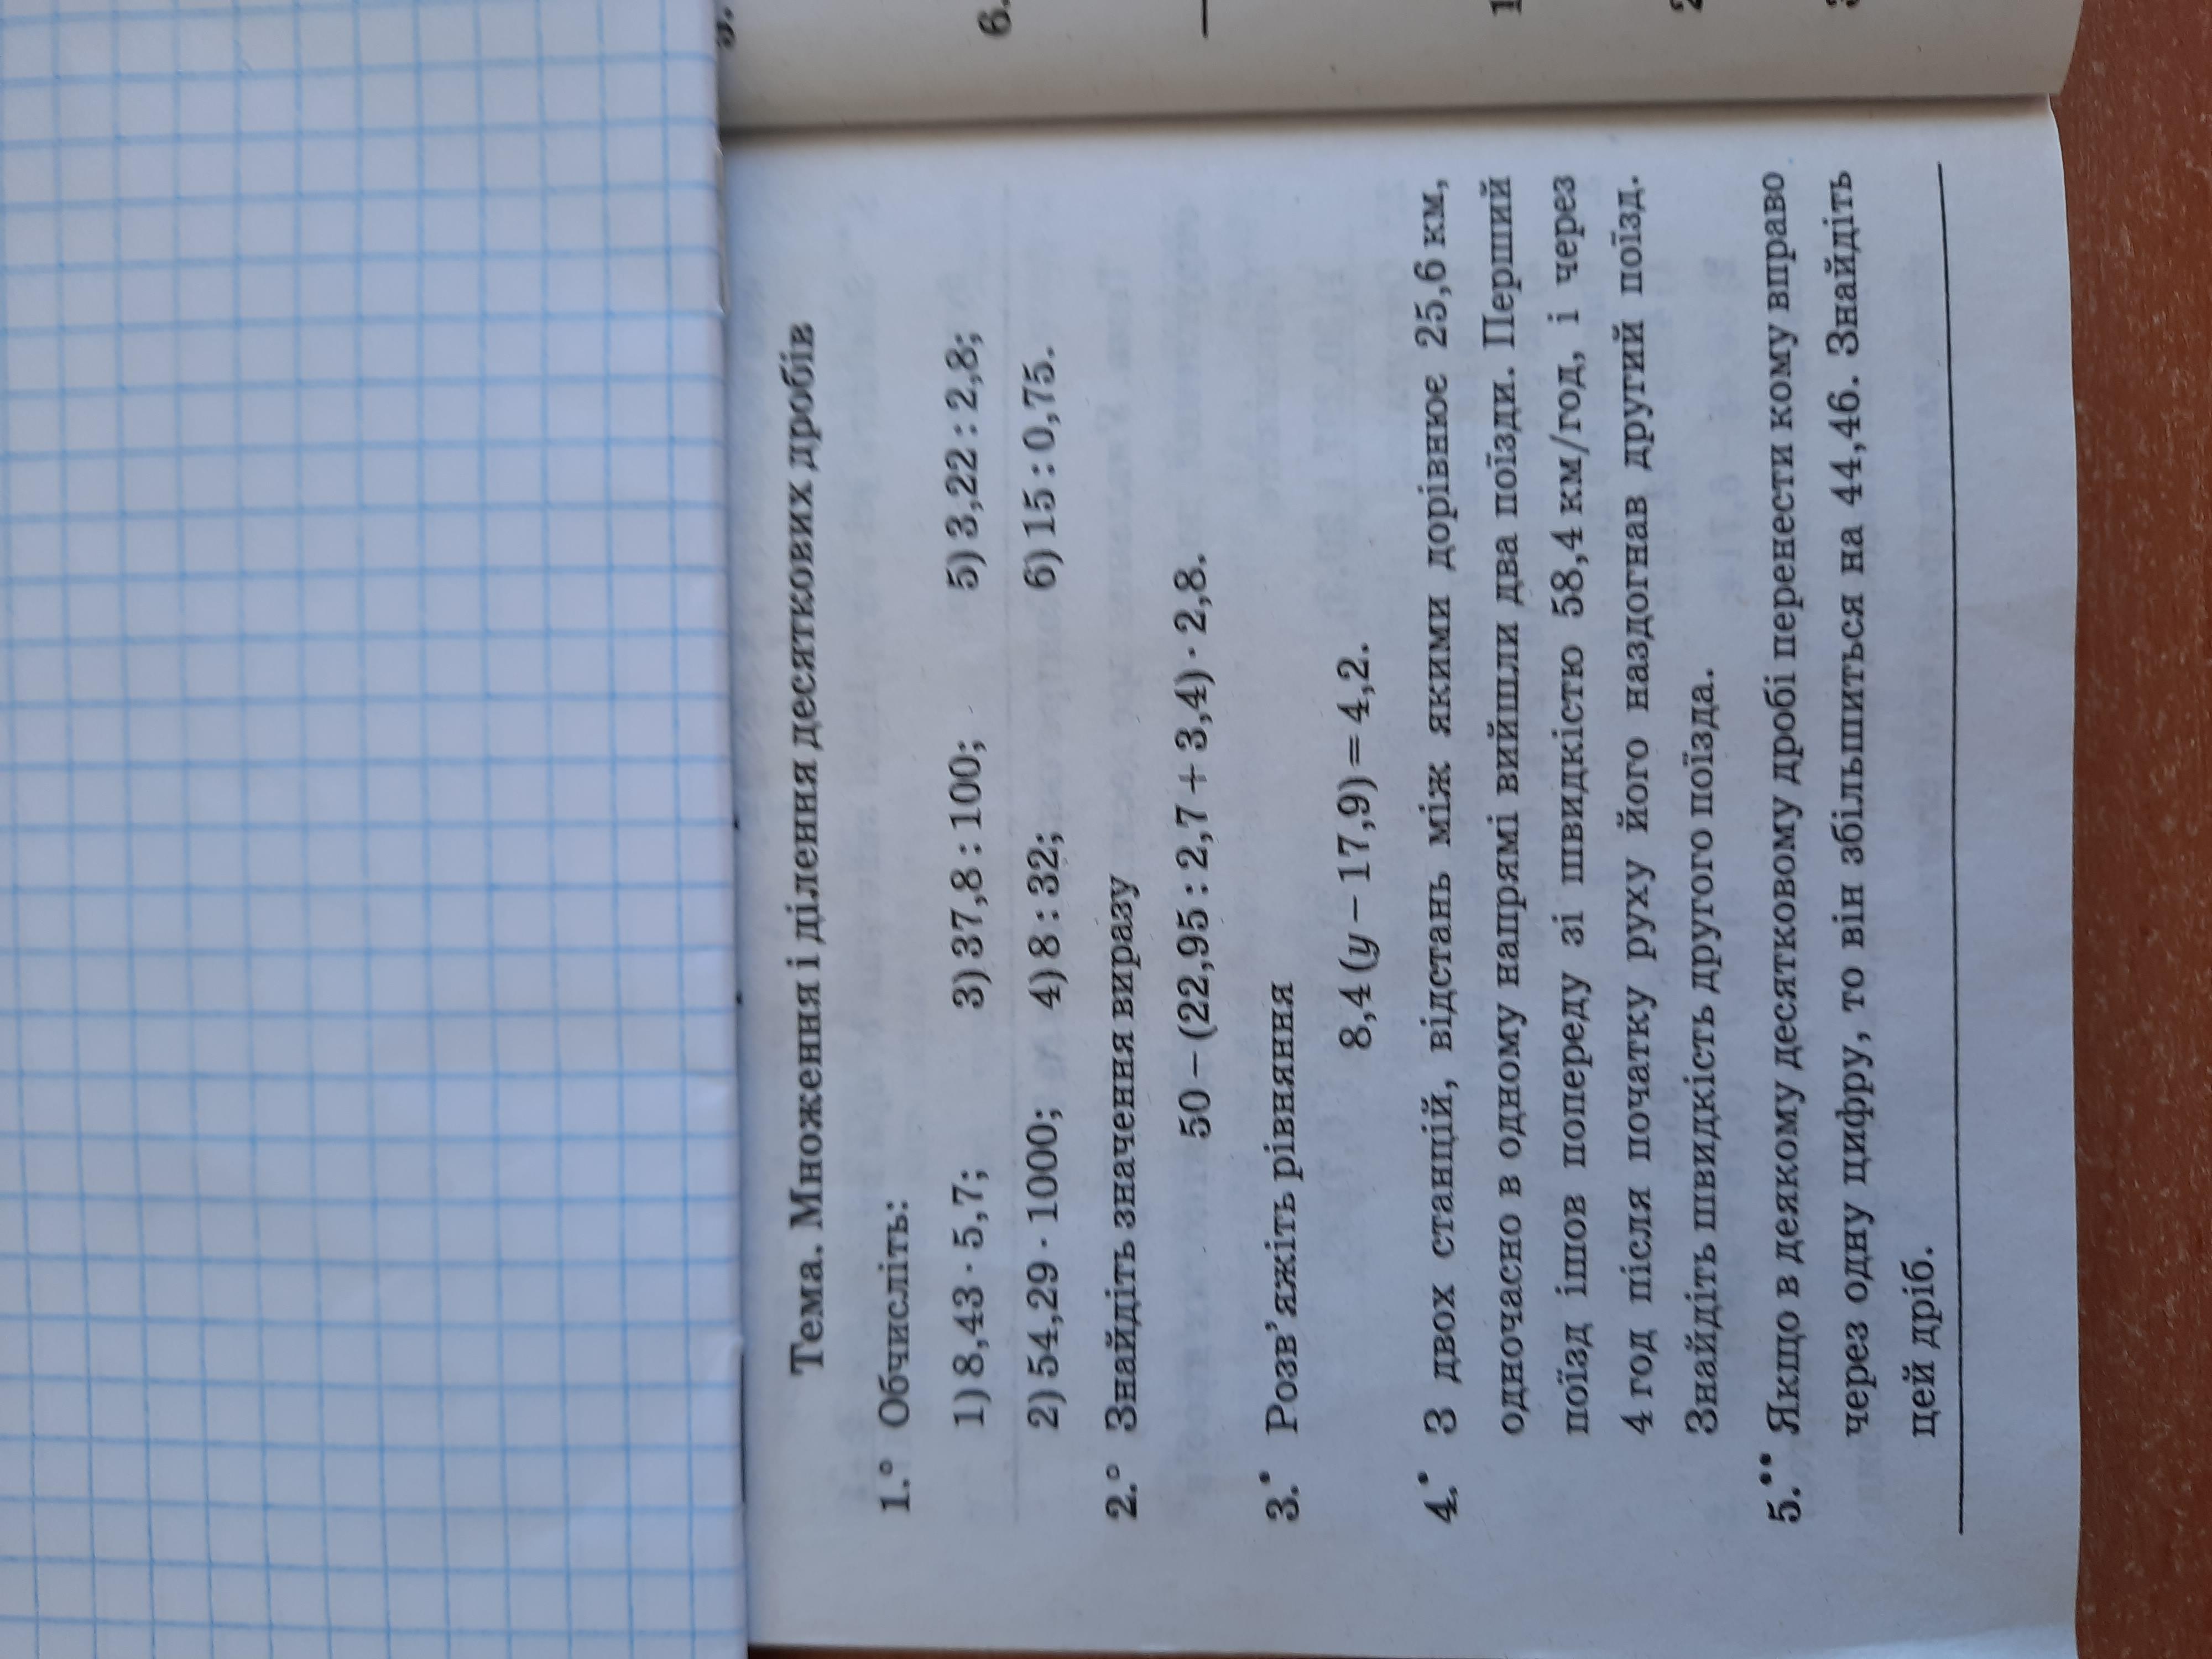 Тема. Множення і ділення десяткових дробів
1.° Обчисліть:
1) 8,43 · 5,7; 3) 37,8 : 100; 5) 3,22 : 2,8;
2) 54,29 · 1000; 4) 8 : 32; 6) 15 : 0,75.
2.° Знайдіть значення виразу
50 – (22,95 : 2,7 + 3,4) · 2,8.
3.• Розв'яжіть рівняння
8,4 (y – 17,9) = 4,2.
4.• З двох станцій, відстань між якими дорівнює 25,6 км,
одночасно в одному напрямі вийшли два поїзди. Перший
поїзд ішов попереду зі швидкістю 58,4 км/год, і через
4 год після початку руху його наздогнав другий поїзд.
Знайдіть швидкість другого поїзда.
5.•• Якщо в деякому десятковому дробі перенести кому вправо
через одну цифру, то він збільшиться на 44,46. Знайдіть
цей дріб.
6.
1
2